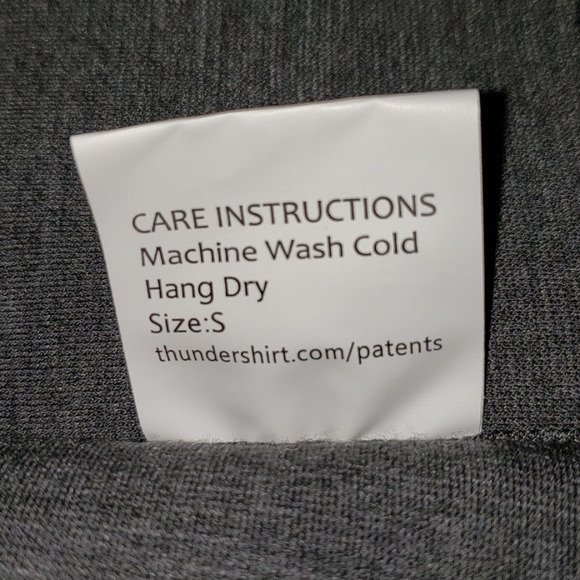 CARE INSTRUCTIONS
Machine Wash Cold
Hang Dry
Size:S
thundershirt.com/patents